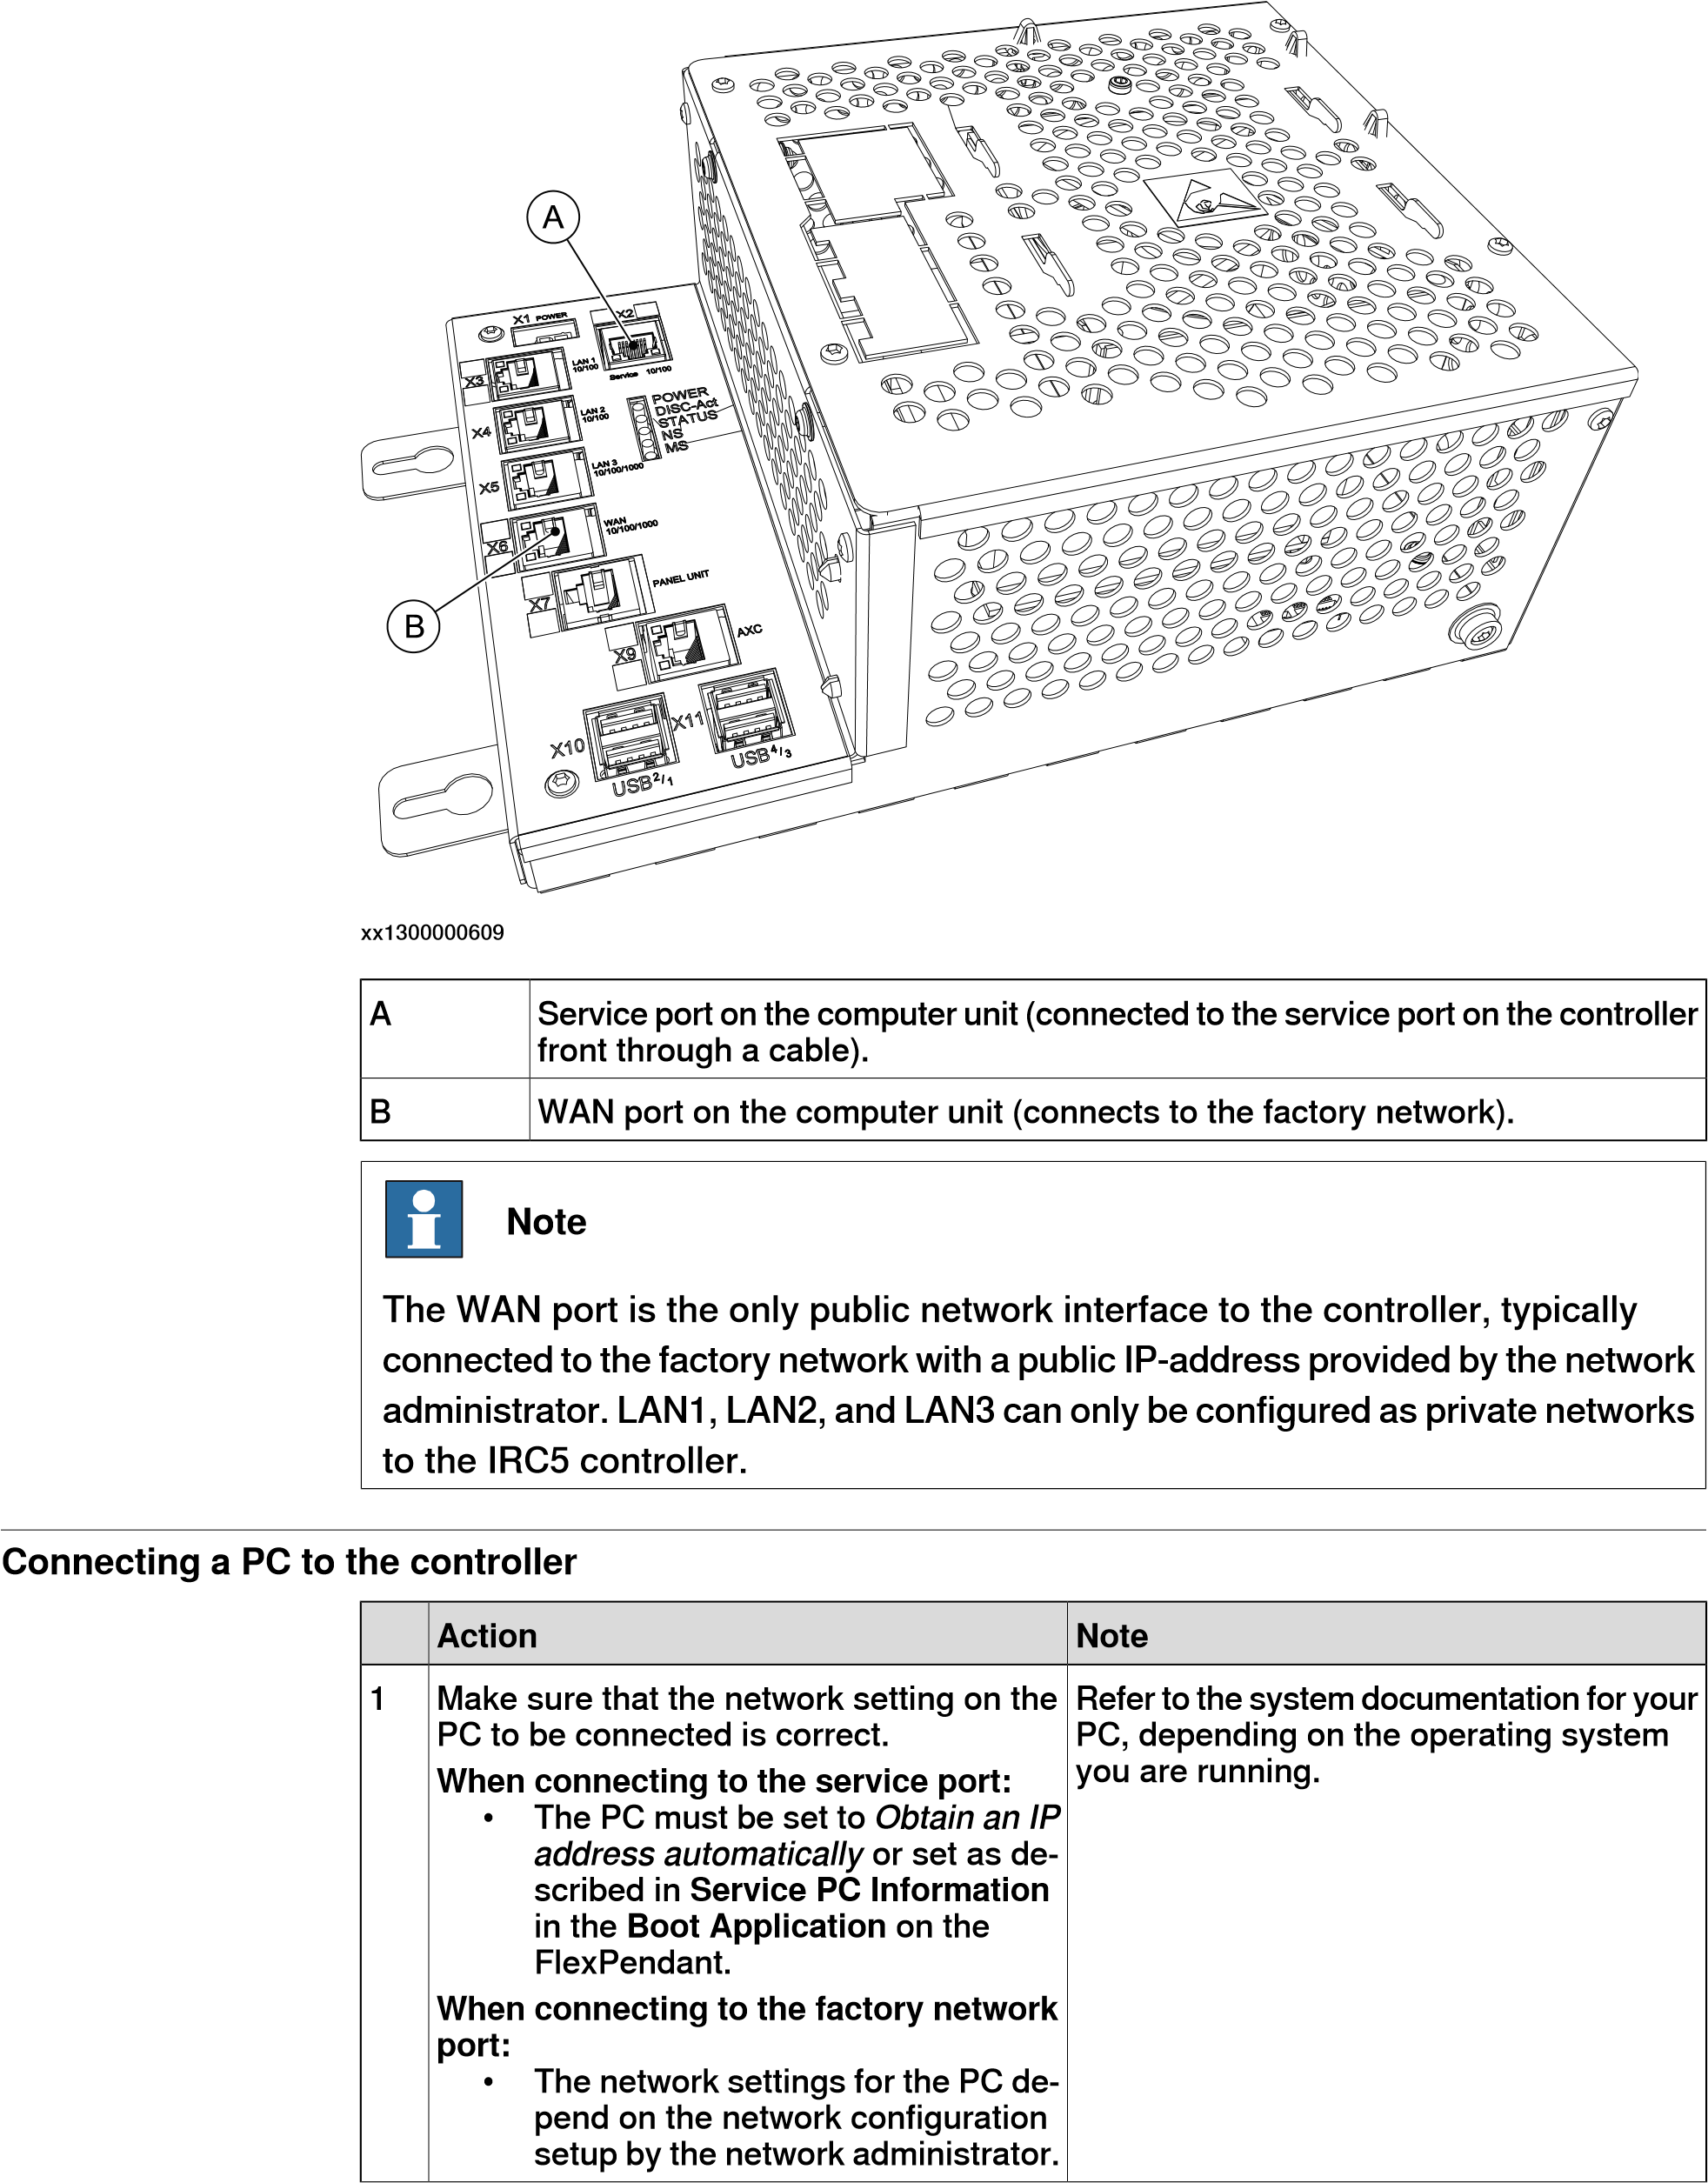 A
X1 POWER
X2
Service 10/100
X3
LAN 1
10/100
X4
LAN 2
10/100
X5
LAN 3
10/100/1000
X6
WAN
10/100/1000
POWER
DISC-Act
STATUS
NS
MS
X7
PANEL UNIT
B
X9
AXC
X10
USB2/1
X11
USB4/3
xx1300000609
A
Service port on the computer unit (connected to the service port on the controller
front through a cable).
B
WAN port on the computer unit (connects to the factory network).
Note
The WAN port is the only public network interface to the controller, typically
connected to the factory network with a public IP-address provided by the network
administrator. LAN1, LAN2, and LAN3 can only be configured as private networks
to the IRC5 controller.
Connecting a PC to the controller
Action
Note
1
Make sure that the network setting on the
PC to be connected is correct.
When connecting to the service port:
• The PC must be set to Obtain an IP
address automatically or set as de-
scribed in Service PC Information
in the Boot Application on the
FlexPendant.
When connecting to the factory network
port:
• The network settings for the PC de-
pend on the network configuration
setup by the network administrator.
Refer to the system documentation for your
PC, depending on the operating system
you are running.